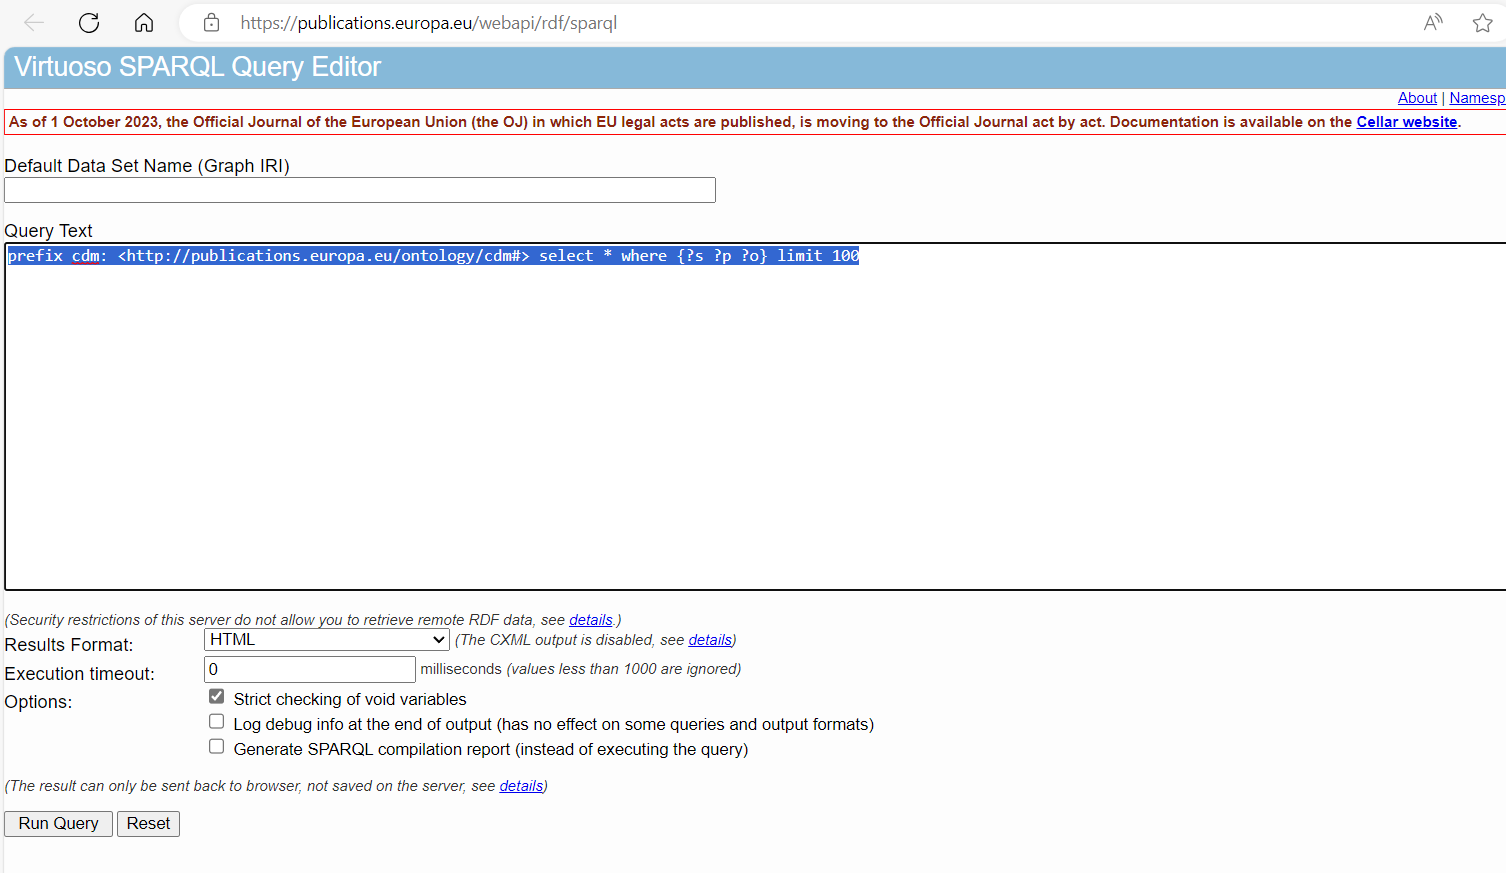 https://publications.europa.eu/webapi/rdf/sparql
Virtuoso SPARQL Query Editor
About | Namesp
As of 1 October 2023, the Official Journal of the European Union (the OJ) in which EU legal acts are published, is moving to the Official Journal act by act. Documentation is available on the Cellar website.
Default Data Set Name (Graph IRI)
Query Text
prefix cdm: <http://publications.europa.eu/ontology/cdm#> select * where {?s ?p ?o} limit 100
(Security restrictions of this server do not allow you to retrieve remote RDF data, see details.)
Results Format: HTML (The CXML output is disabled, see details)
Execution timeout: 0 milliseconds (values less than 1000 are ignored)
Options: Strict checking of void variables
Log debug info at the end of output (has no effect on some queries and output formats)
Generate SPARQL compilation report (instead of executing the query)
(The result can only be sent back to browser, not saved on the server, see details)
Run Query Reset